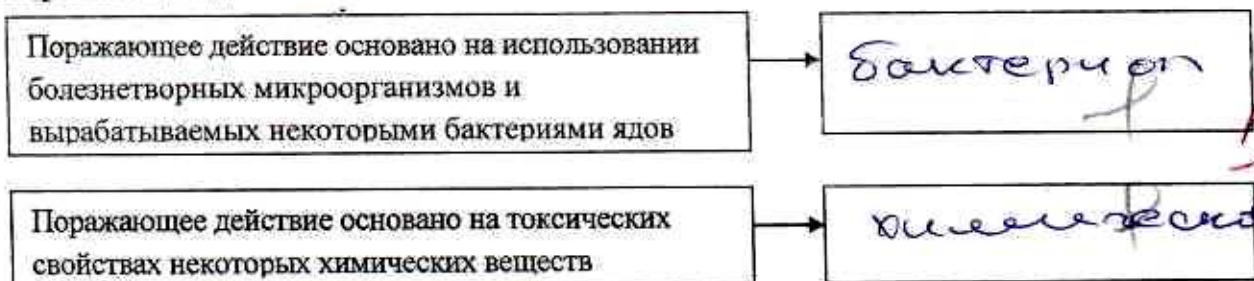 Поражающее действие основано на использовании
болезнетворных микроорганизмов и
вырабатываемых некоторыми бактериями ядов
бактериол
Поражающее действие основано на токсических
свойствах некоторых химических веществ
химическо